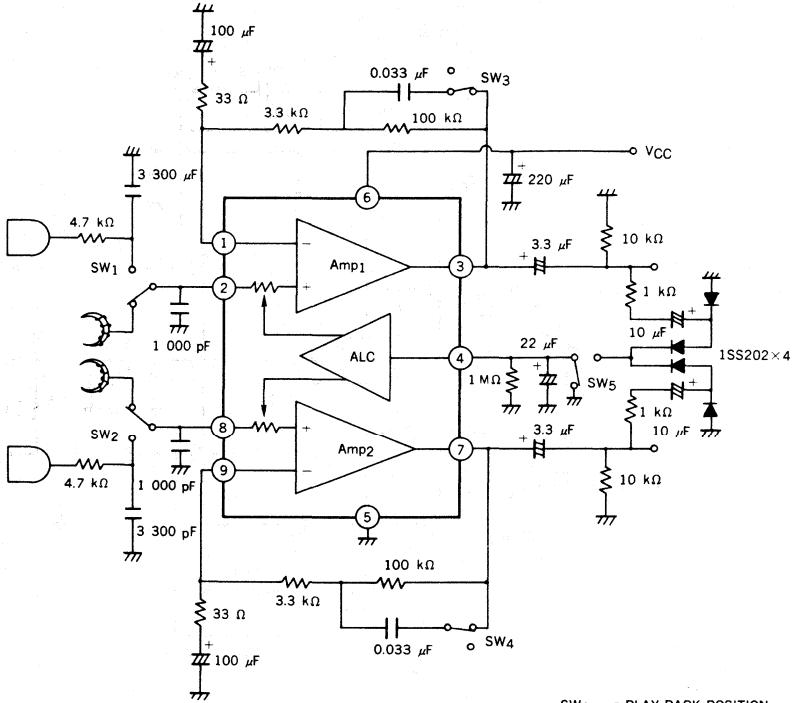 100 μF
+
33 Ω
0.033 μF
SW3
3.3 kΩ
100 kΩ
VCC
+
220 μF
3 300 μF
4.7 kΩ
SW1
1 000 pF
6
1
2
−
+
Amp1
3
3.3 μF
+
10 kΩ
1 kΩ
10 μF
+
ALC
4
22 μF
+
1 MΩ
SW5
1SS202×4
+
1 kΩ
10 μF
SW2
4.7 kΩ
1 000 pF
3 300 pF
8
9
+
−
Amp2
7
3.3 μF
+
10 kΩ
5
100 kΩ
3.3 kΩ
33 Ω
+
100 μF
0.033 μF
SW4
PLAY
POSITION